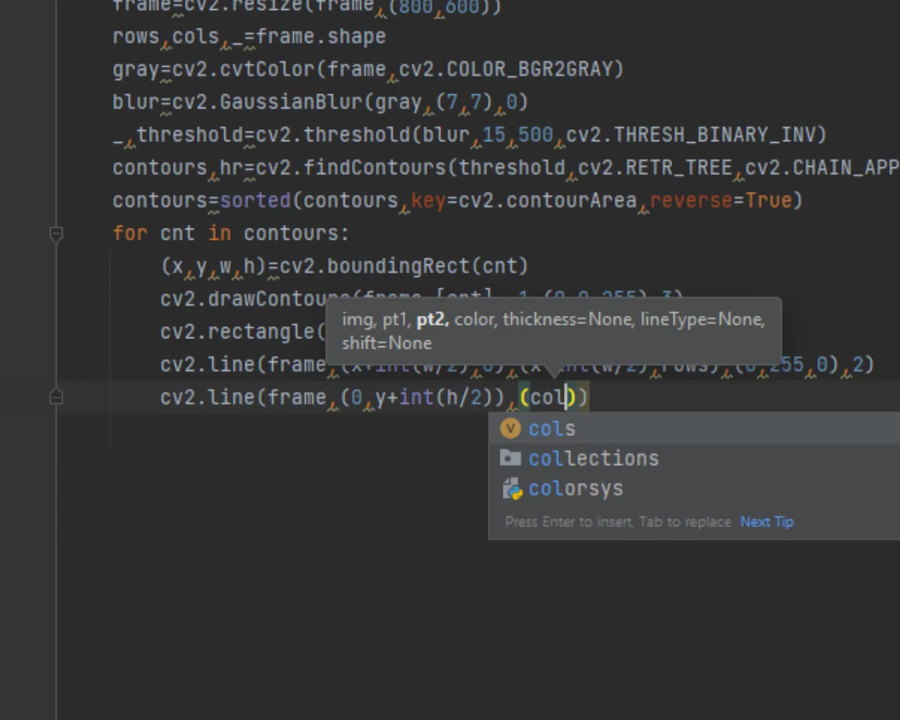 frame=cv2.resize(frame,(800,600))
rows,cols,_=frame.shape
gray=cv2.cvtColor(frame,cv2.COLOR_BGR2GRAY)
blur=cv2.GaussianBlur(gray,(7,7),0)
_,threshold=cv2.threshold(blur,15,500,cv2.THRESH_BINARY_INV)
contours,hr=cv2.findContours(threshold,cv2.RETR_TREE,cv2.CHAIN_APP
contours=sorted(contours,key=cv2.contourArea,reverse=True)
for cnt in contours:
(x,y,w,h)=cv2.boundingRect(cnt)
cv2.drawContours(frame,[cnt],-1,(0,0,255),3)
img, pt1, pt2, color, thickness=None, lineType=None,
shift=None
cv2.rectangle(
cv2.line(frame,(x+int(w/2),0),(x+int(w/2),rows),(0,255,0),2)
cv2.line(frame,(0,y+int(h/2)),(col))
cols
collections
colorsys
Press Enter to insert, Tab to replace Next Tip